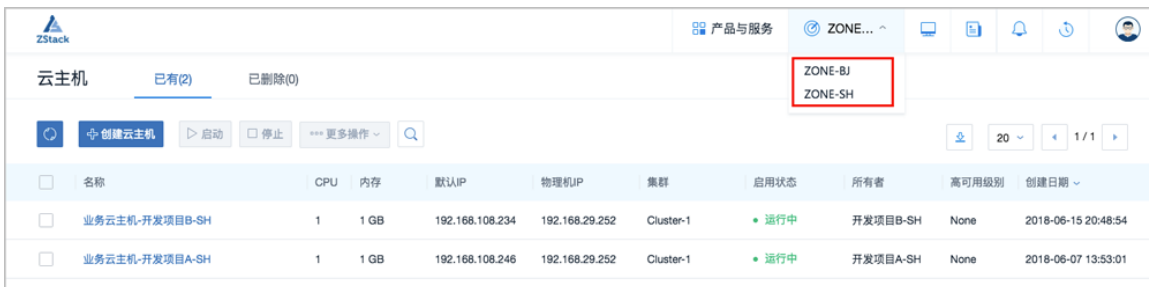 ZStack
产品与服务
ZONE...
ZONE-BJ
ZONE-SH
云主机
已有(2)
已删除(0)
创建云主机
启动
停止
更多操作
20
1 / 1
名称 CPU 内存 默认IP 物理机IP 集群 启用状态 所有者 高可用级别 创建日期
业务云主机-开发项目B-SH 1 1 GB 192.168.108.234 192.168.29.252 Cluster-1 运行中 开发项目B-SH None 2018-06-15 20:48:54
业务云主机-开发项目A-SH 1 1 GB 192.168.108.246 192.168.29.252 Cluster-1 运行中 开发项目A-SH None 2018-06-07 13:53:01